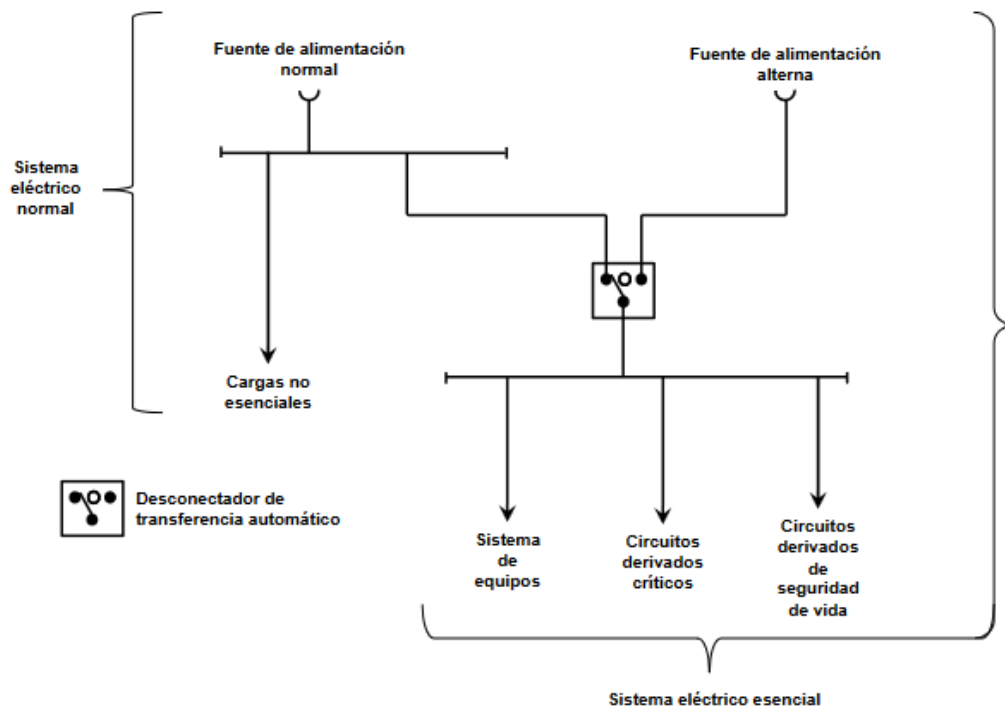 Fuente de alimentación
normal
Fuente de alimentación
alterna
Sistema
eléctrico
normal
Cargas no
esenciales
Desconectador de
transferencia automático
Sistema
de
equipos
Circuitos
derivados
críticos
Circuitos
derivados
de
seguridad
de vida
Sistema eléctrico esencial